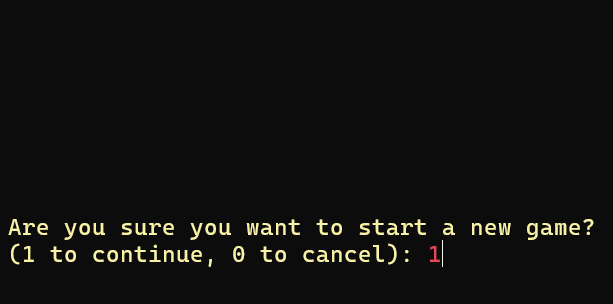 Are you sure you want to start a new game?
(1 to continue, 0 to cancel): 1